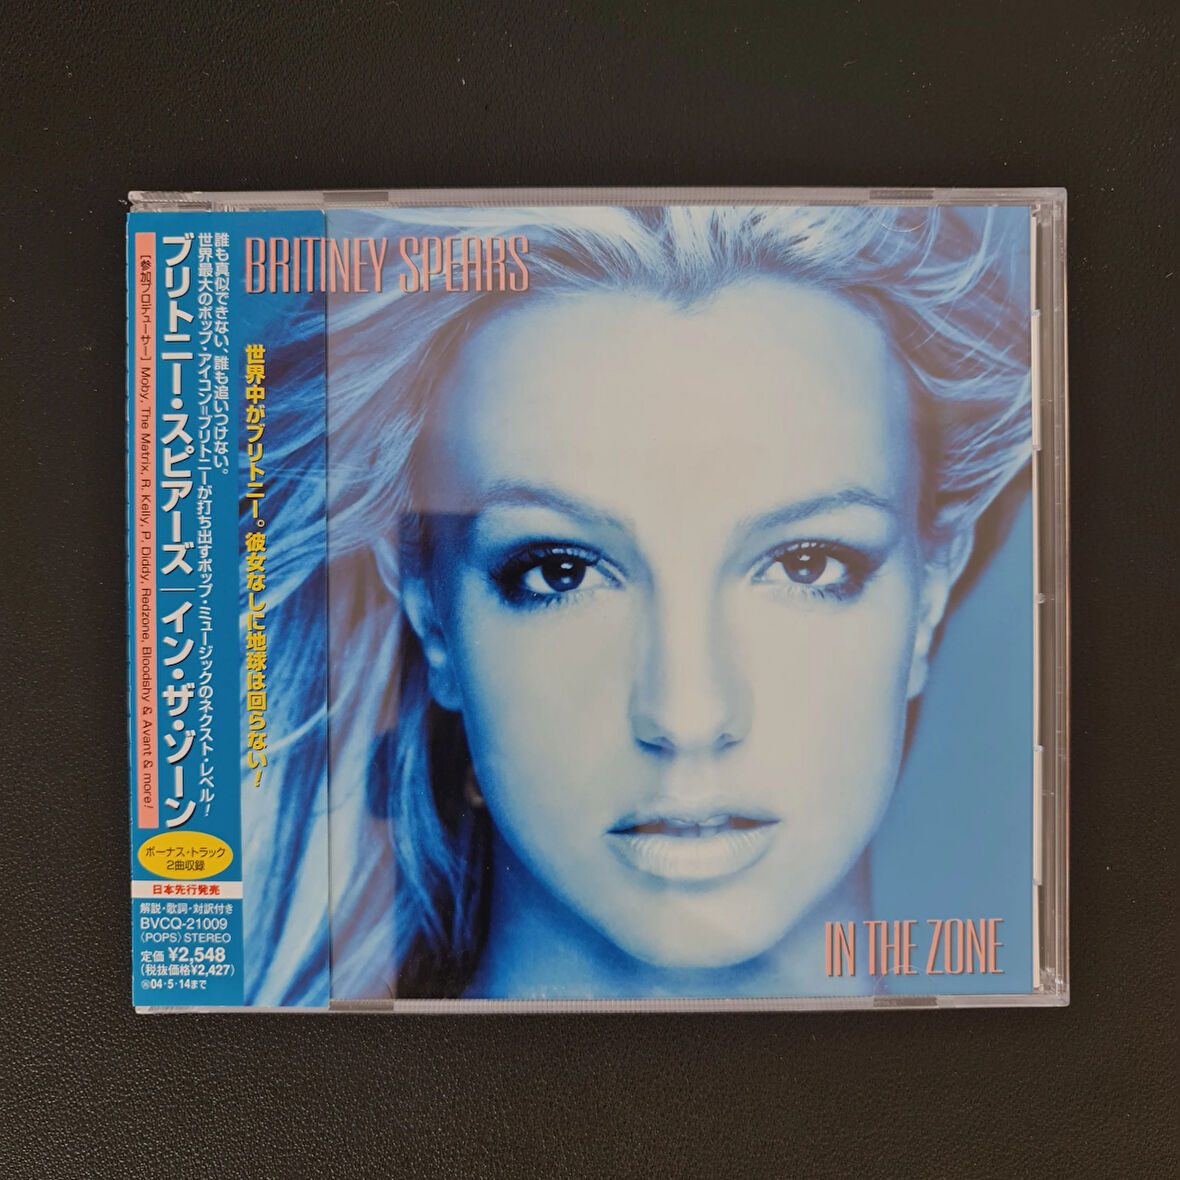 BRITNEY SPEARS
世界中がブリトニー。彼女なしに地球は回らない!
誰も真似できない、誰も追いつけない。
世界最大のポップ・アイコン=ブリトニーが打ち出すポップ・ミュージックのネクスト・レベル!
ブリトニー・スピアーズ|イン・ザ・ゾーン
[参加プロデューサー] Moby, The Matrix, R. Kelly, P. Diddy, Redzone, Bloodshy & Avant & more!
ボーナス・トラック
2曲収録
日本先行発売
解説・歌詞・対訳付き
BVCQ-21009
〈POPS〉STEREO
定価 ¥2,548
(税抜価格¥2,427)
04・5・14まで
IN THE ZONE